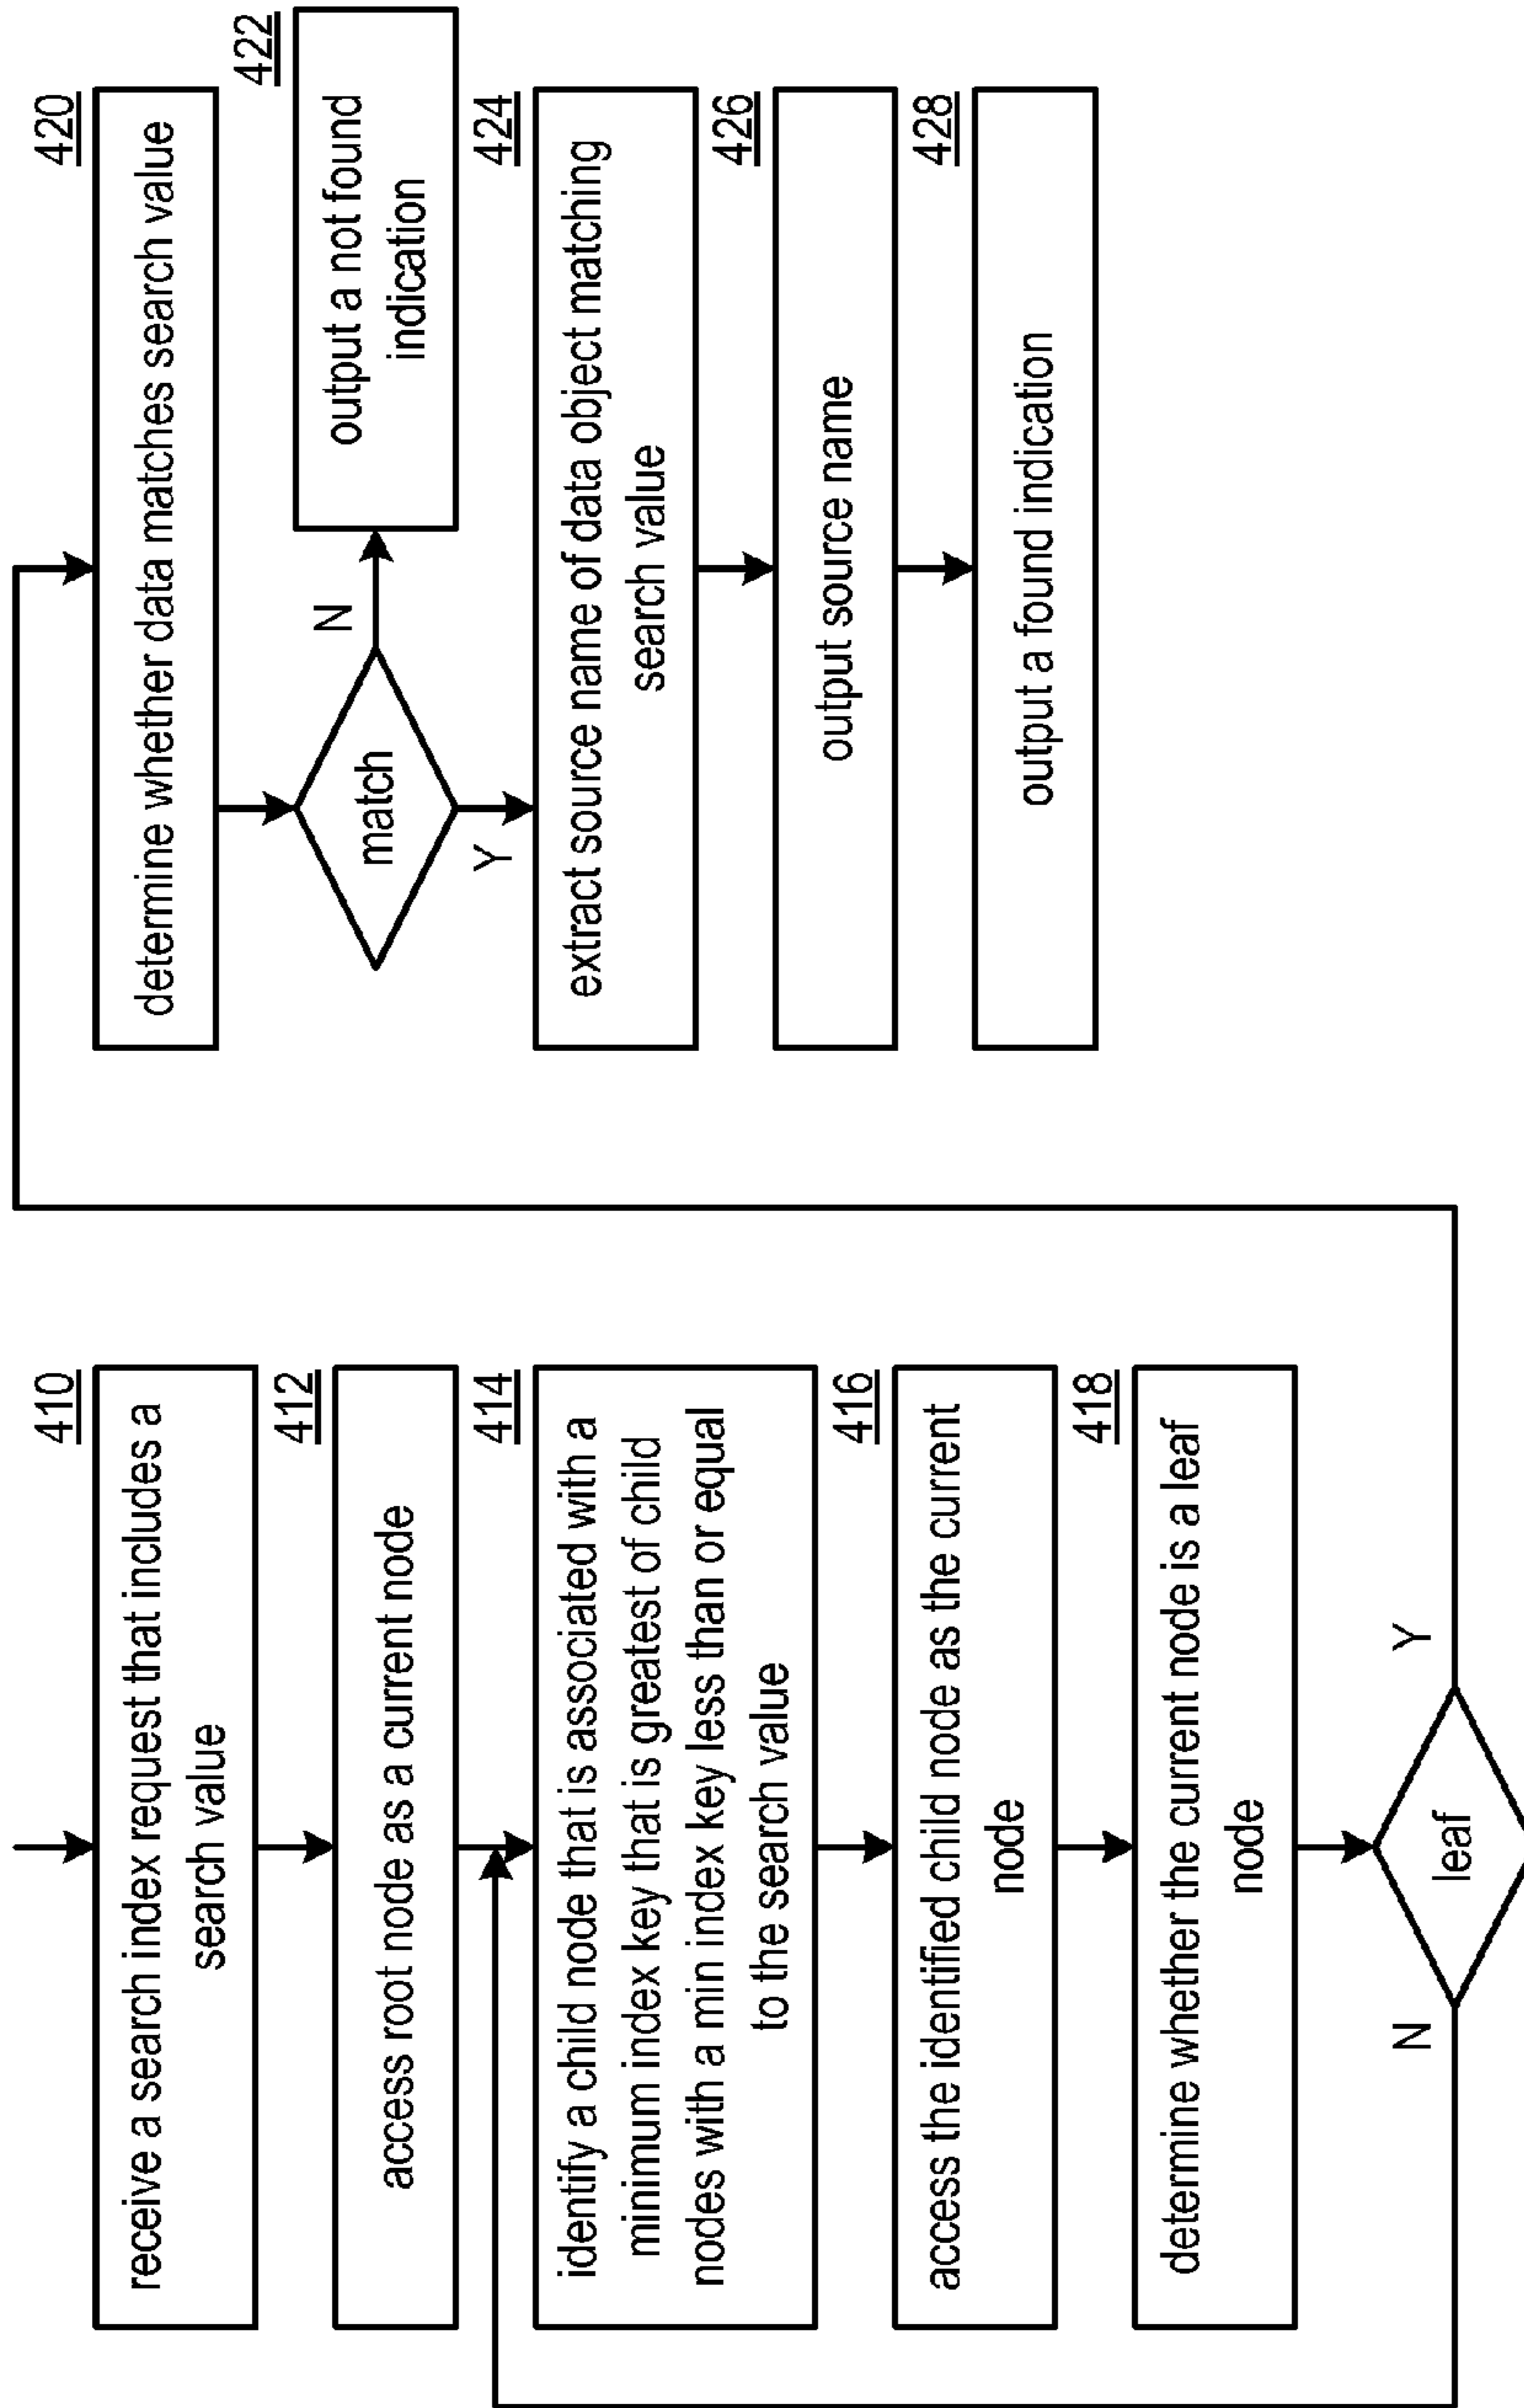 410
receive a search index request that includes a
search value
412
access root node as a current node
414
identify a child node that is associated with a
minimum index key that is greatest of child
nodes with a min index key less than or equal
to the search value
416
access the identified child node as the current
node
418
determine whether the current node is a leaf
node
leaf
N
Y
420
determine whether data matches search value
match
N
422
output a not found
indication
Y
424
extract source name of data object matching
search value
426
output source name
428
output a found indication